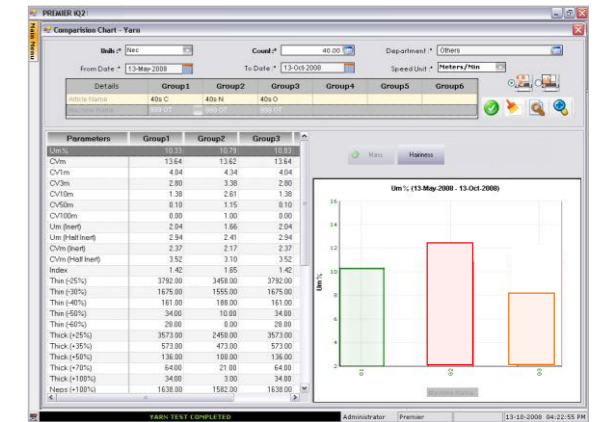 PREMIER iQ2
Main Menu
Comparision Chart - Yarn
Unit :* Nec Count :* 40.00 Department :* Others
From Date :* 13-May-2008 To Date :* 13-Oct-2008 Speed Unit :* Meters/Min
Details Group1 Group2 Group3 Group4 Group5 Group6
Article Name 40s C 40s N 40s O
Machine Name
Parameters Group1 Group2 Group3
Um% 10.33 10.79 10.83
CVm 13.64 13.62 13.64
CV1m 4.04 4.34 4.04
CV3m 2.80 3.38 2.80
CV10m 1.38 2.61 1.38
CV50m 0.10 1.15 0.10
CV100m 0.00 1.00 0.00
Um (Inert) 2.04 1.66 2.04
Um (Half Inert) 2.94 2.41 2.94
CVm (Inert) 2.37 2.17 2.37
CVm (Half Inert) 3.52 3.10 3.52
Index 1.42 1.65 1.42
Thin (-25%) 3792.00 3458.00 3792.00
Thin (-30%) 1675.00 1555.00 1675.00
Thin (-40%) 161.00 188.00 161.00
Thin (-50%) 34.00 10.00 34.00
Thin (-60%) 28.00 0.00 28.00
Thick (+25%) 3573.00 2450.00 3573.00
Thick (+35%) 573.00 473.00 573.00
Thick (+50%) 136.00 100.00 136.00
Thick (+70%) 64.00 21.00 64.00
Thick (+100%) 34.00 3.00 34.00
Neps (+100%) 1638.00 1582.00 1638.00
Mass Hairiness
Um% (13-May-2008 - 13-Oct-2008)
Um%
16
14
12
10
8
6
4
2
G1 G2 G3
Machine Name
YARN TEST COMPLETED Administrator Premier 13-10-2008 04:22:55 PM